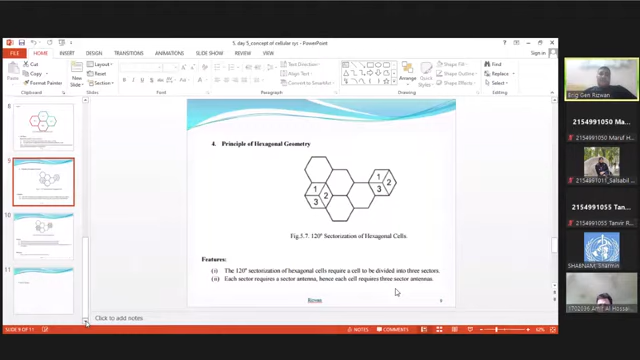 5. day 5_concept of cellular sys - PowerPoint
FILE HOME INSERT DESIGN TRANSITIONS ANIMATIONS SLIDE SHOW REVIEW VIEW
Paste
Cut
Copy
Format Painter
New Slide
Layout
Reset
Section
Text Direction
Align Text
Convert to SmartArt
Arrange
Quick Styles
Shape Fill
Shape Outline
Shape Effects
Find
Replace
Select
Clipboard Slides Font Paragraph Drawing Editing
8
9
10
11
4. Principle of Hexagonal Geometry
1
2
3
1
2
3
Fig.5.7. 120° Sectorization of Hexagonal Cells.
Features:
(i) The 120° sectorization of hexagonal cells require a cell to be divided into three sectors.
(ii) Each sector requires a sector antenna, hence each cell requires three sector antennas.
9
Click to add notes
SLIDE 9 OF 11
NOTES COMMENTS 63%
Brig Gen Rizwan
2154991050 Ma...
2154991050 Maruf H...
2154991011_Salsabil ...
2154991055 Tan...
2154991055 Tanvir R...
SHABNAM, Sharmin
5702036 Arif Al Hossai...